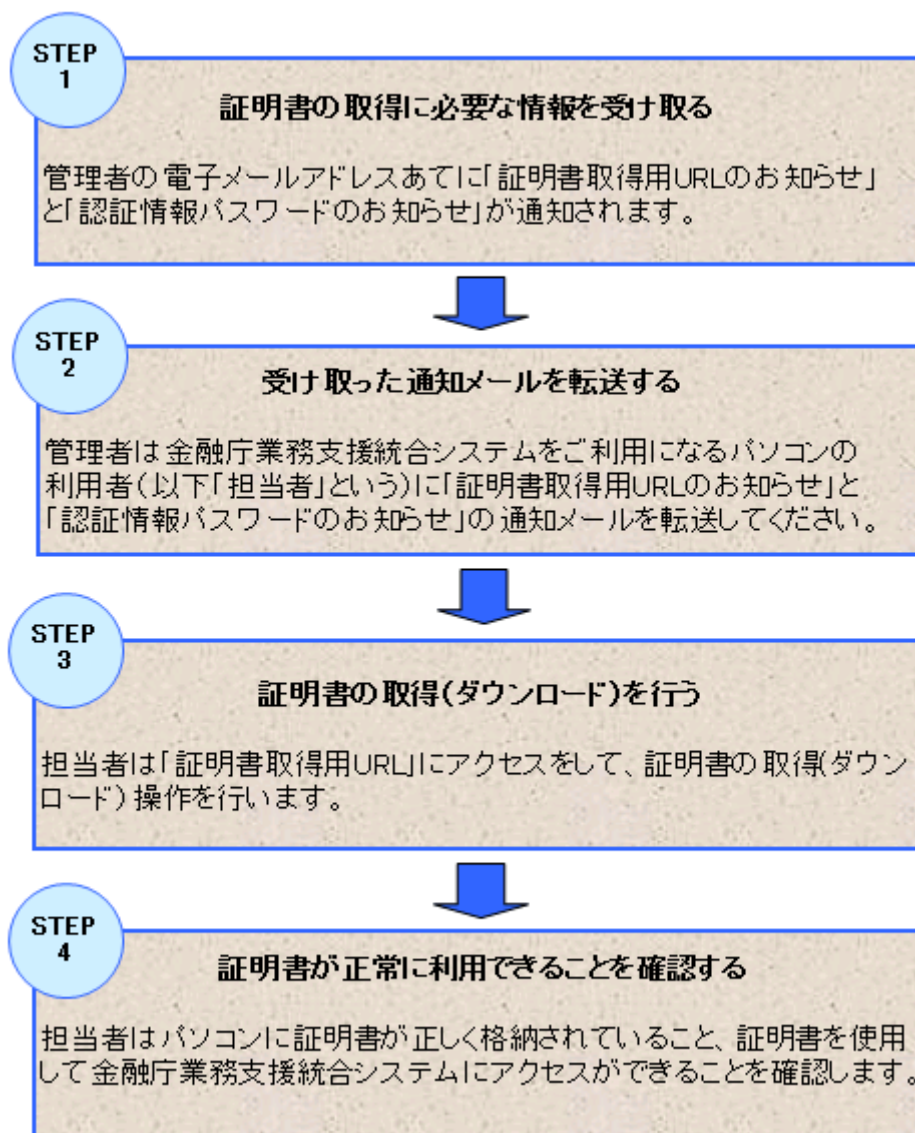 STEP
1
証明書の取得に必要な情報を受け取る
管理者の電子メールアドレスあてに「証明書取得用URLのお知らせ」
と「認証情報パスワードのお知らせ」が通知されます。
STEP
2
受け取った通知メールを転送する
管理者は金融庁業務支援統合システムをご利用になるパソコンの
利用者（以下「担当者」という）に「証明書取得用URLのお知らせ」と
「認証情報パスワードのお知らせ」の通知メールを転送してください。
STEP
3
証明書の取得（ダウンロード）を行う
担当者は「証明書取得用URL」にアクセスをして、証明書の取得（ダウン
ロード）操作を行います。
STEP
4
証明書が正常に利用できることを確認する
担当者はパソコンに証明書が正しく格納されていること、証明書を使用
して金融庁業務支援統合システムにアクセスができることを確認します。